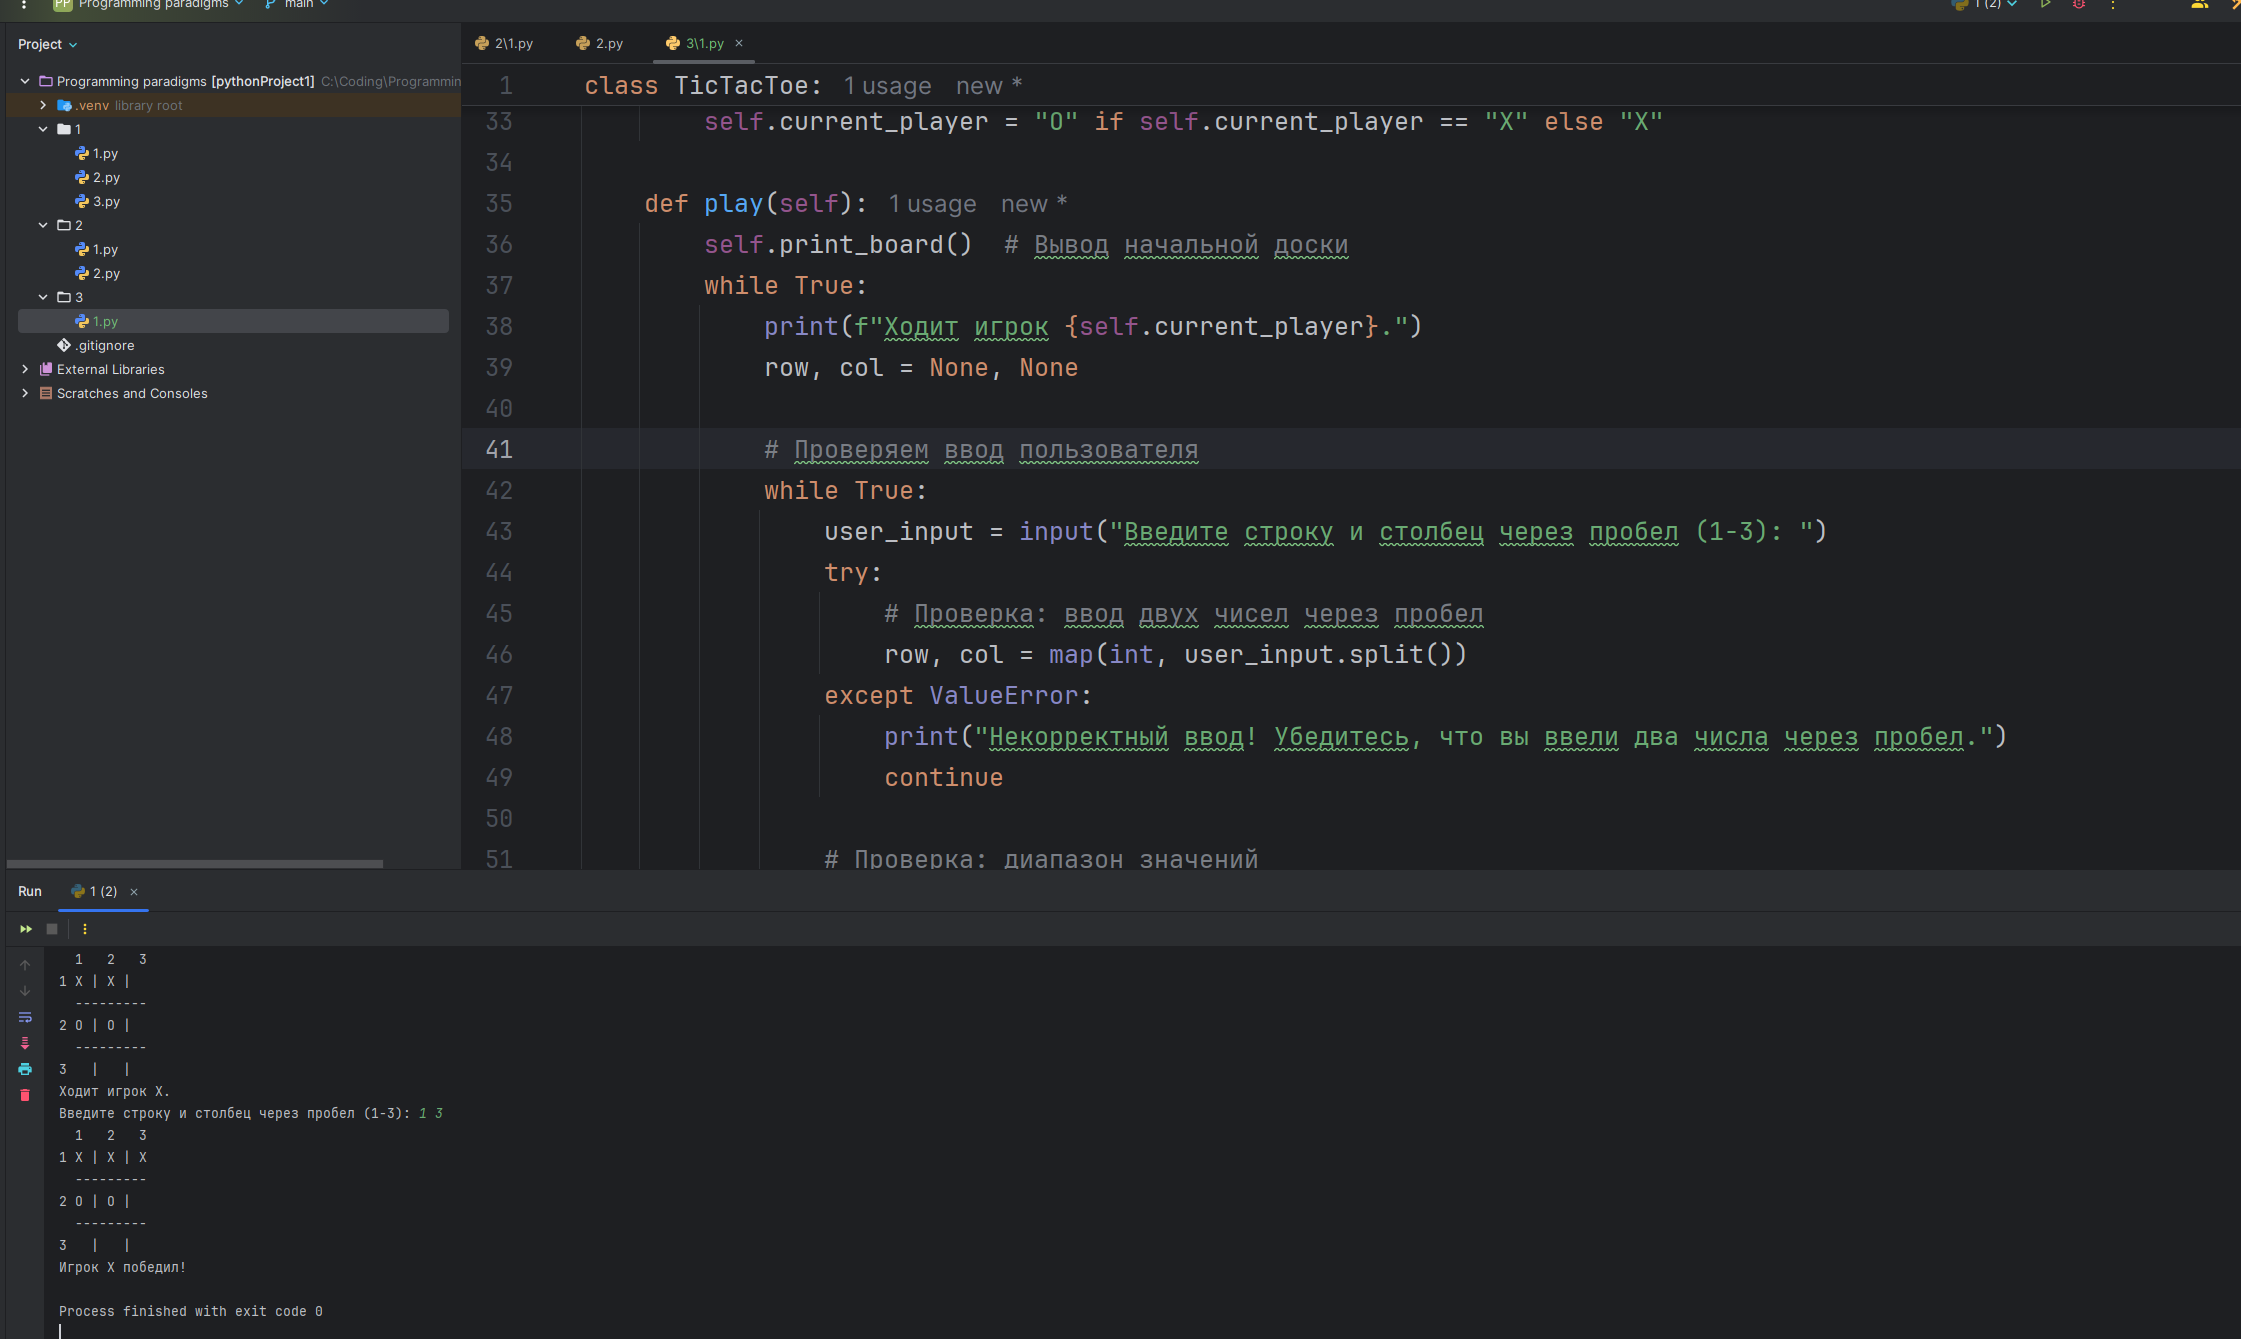 PP Programming paradigms main 1 (2)
Project
Programming paradigms [pythonProject1] C:\Coding\Programmin
.venv library root
1
1.py
2.py
3.py
2
1.py
2.py
3
1.py
.gitignore
External Libraries
Scratches and Consoles
2\1.py 2.py 3\1.py
1 class TicTacToe: 1 usage new *
33 self.current_player = "O" if self.current_player == "X" else "X"
34
35 def play(self): 1 usage new *
36 self.print_board() # Вывод начальной доски
37 while True:
38 print(f"Ходит игрок {self.current_player}.")
39 row, col = None, None
40
41 # Проверяем ввод пользователя
42 while True:
43 user_input = input("Введите строку и столбец через пробел (1-3): ")
44 try:
45 # Проверка: ввод двух чисел через пробел
46 row, col = map(int, user_input.split())
47 except ValueError:
48 print("Некорректный ввод! Убедитесь, что вы ввели два числа через пробел.")
49 continue
50
51 # Проверка: диапазон значений
Run 1 (2)
1 2 3
1 X | X |
---------
2 O | O |
---------
3 | |
Ходит игрок X.
Введите строку и столбец через пробел (1-3): 1 3
1 2 3
1 X | X | X
---------
2 O | O |
---------
3 | |
Игрок X победил!
Process finished with exit code 0